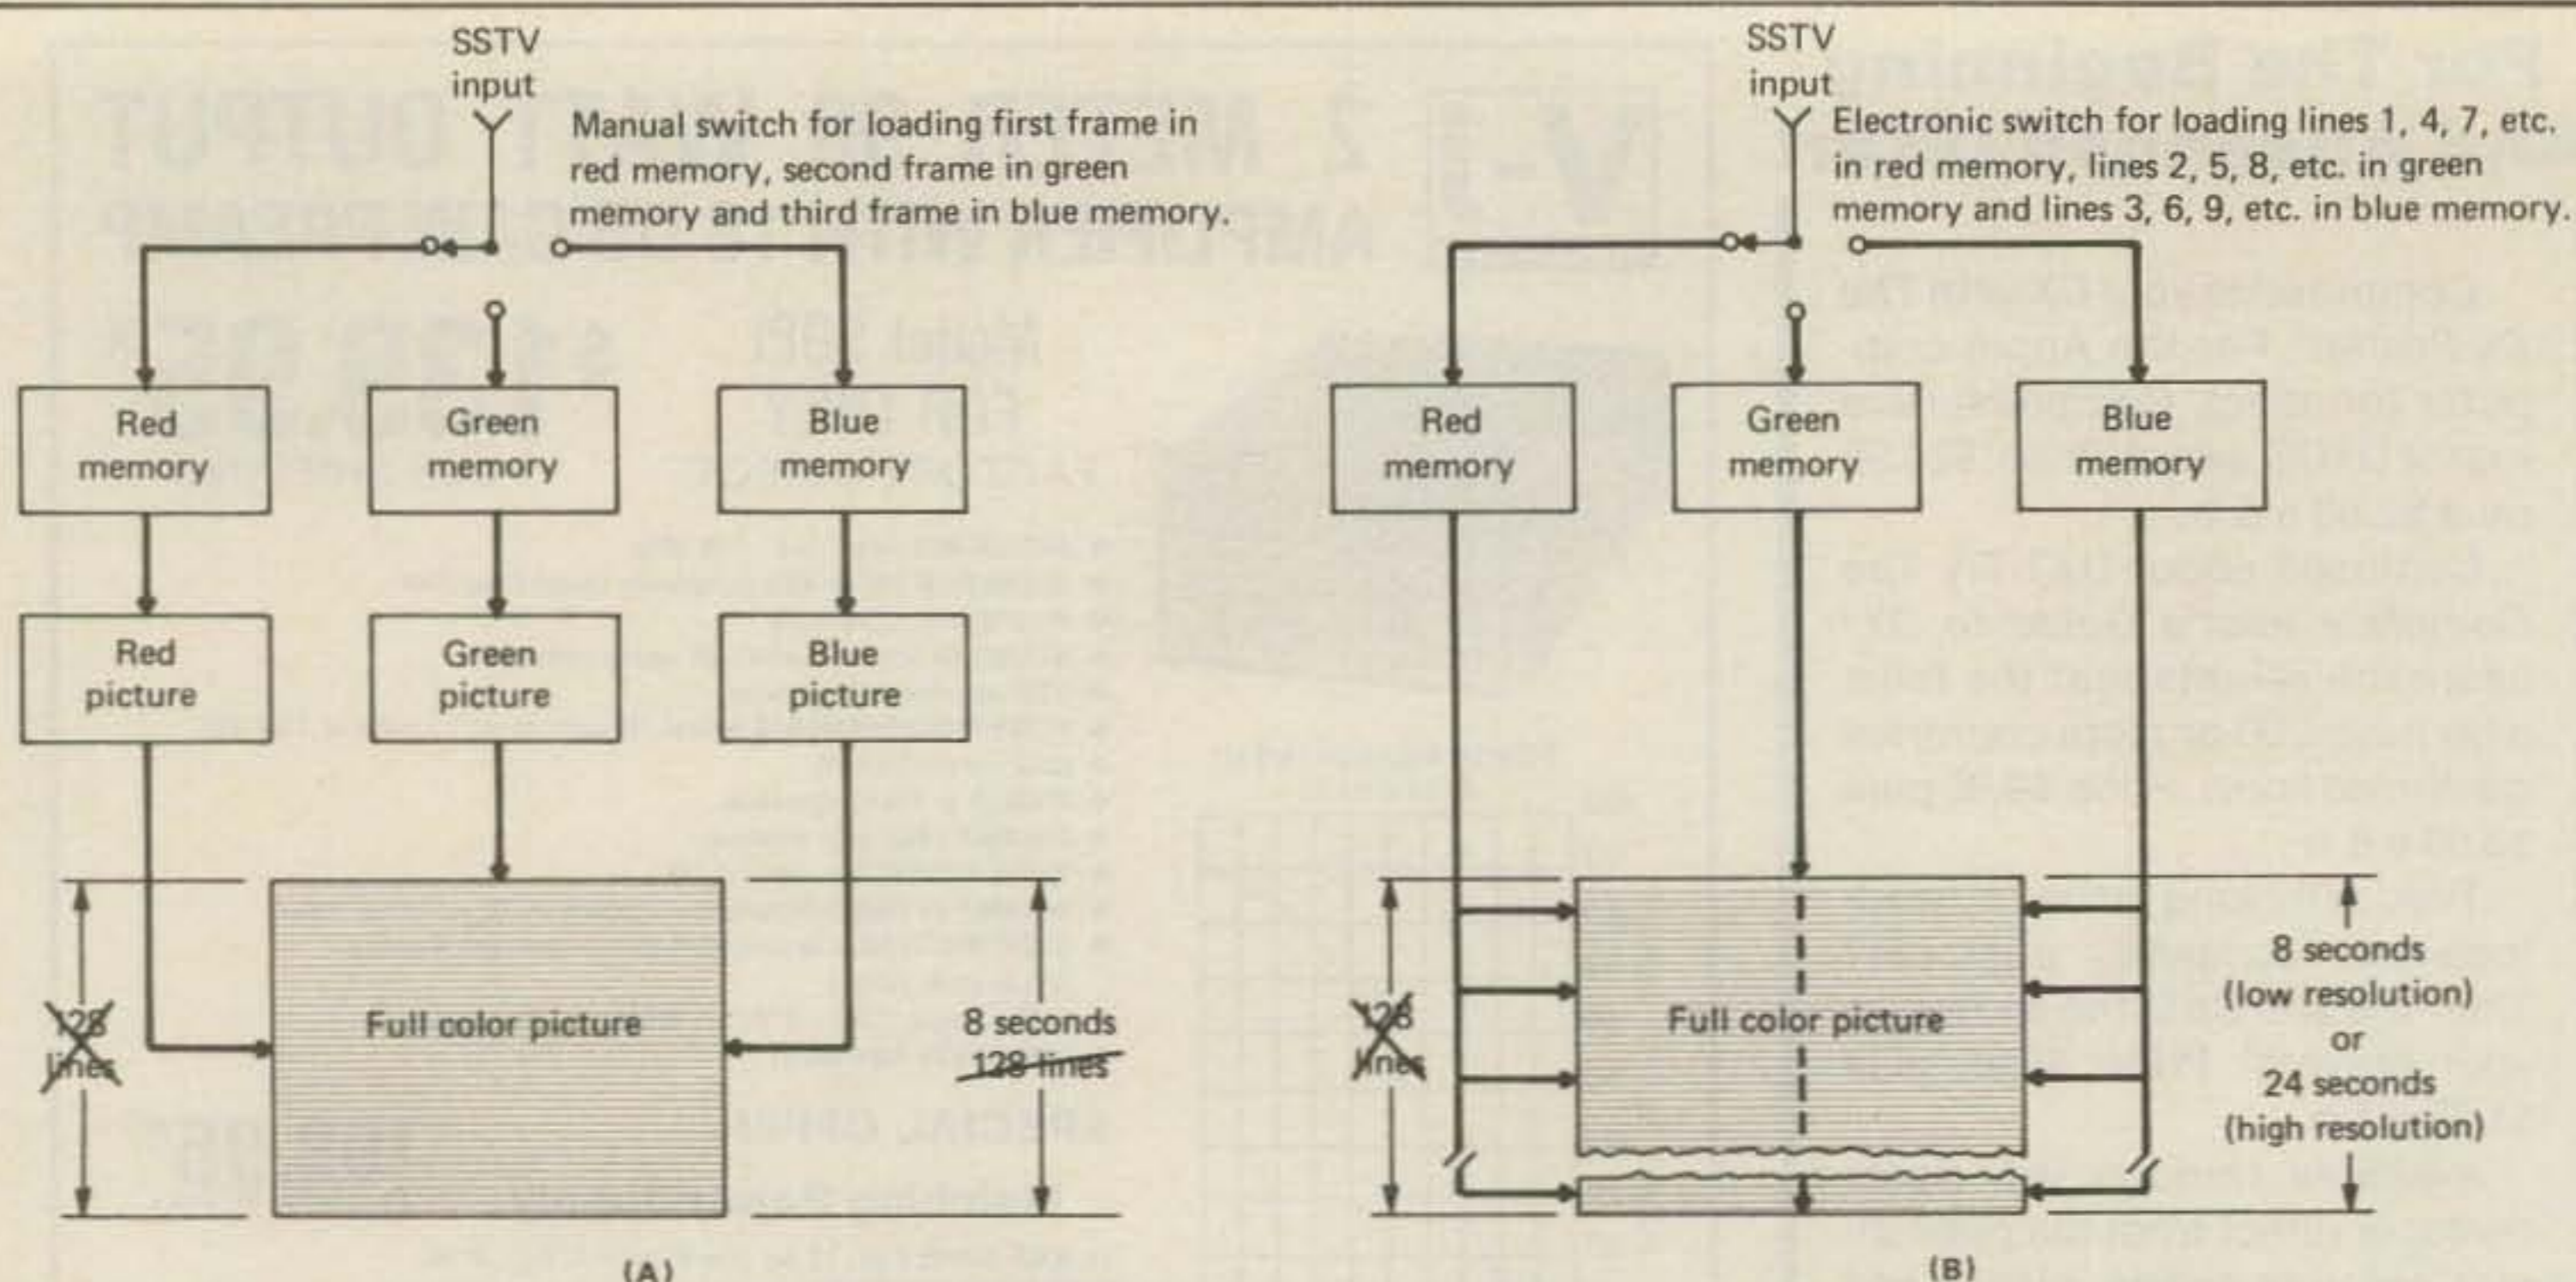 SSTV
input
Manual switch for loading first frame in
red memory, second frame in green
memory and third frame in blue memory.
Red
memory
Green
memory
Blue
memory
Red
picture
Green
picture
Blue
picture
128
lines
Full color picture
8 seconds
128 lines
(A)
SSTV
input
Electronic switch for loading lines 1, 4, 7, etc.
in red memory, lines 2, 5, 8, etc. in green
memory and lines 3, 6, 9, etc. in blue memory.
Red
memory
Green
memory
Blue
memory
128
lines
Full color picture
8 seconds
(low resolution)
or
24 seconds
(high resolution)
(B)